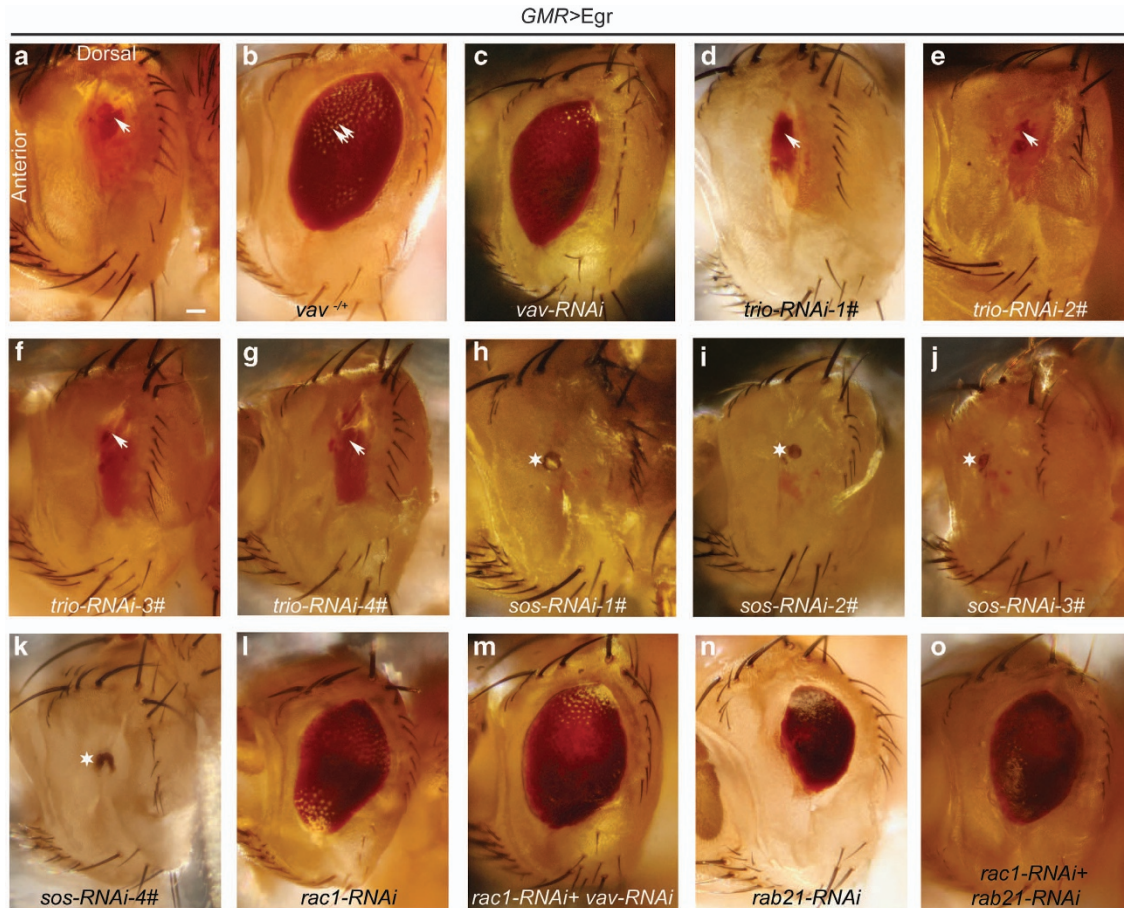 GMR>Egr
a
Dorsal
Anterior
b
vav -/+
c
vav-RNAi
d
trio-RNAi-1#
e
trio-RNAi-2#
f
trio-RNAi-3#
g
trio-RNAi-4#
h
sos-RNAi-1#
i
sos-RNAi-2#
j
sos-RNAi-3#
k
sos-RNAi-4#
l
rac1-RNAi
m
rac1-RNAi+ vav-RNAi
n
rab21-RNAi
o
rac1-RNAi+
rab21-RNAi